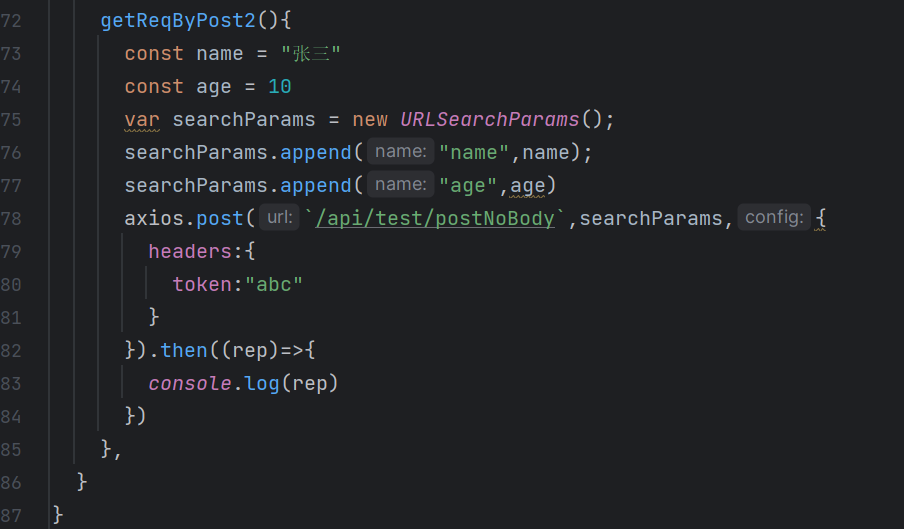 72 getReqByPost2(){
73 const name = "张三"
74 const age = 10
75 var searchParams = new URLSearchParams();
76 searchParams.append( name: "name",name);
77 searchParams.append( name: "age",age)
78 axios.post( url: `/api/test/postNoBody`,searchParams, config: {
79 headers:{
80 token:"abc"
81 }
82 }).then((rep)=>{
83 console.log(rep)
84 })
85 },
86 }
87 }